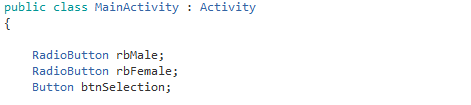 public class MainActivity : Activity
{
RadioButton rbMale;
RadioButton rbFemale;
Button btnSelection;